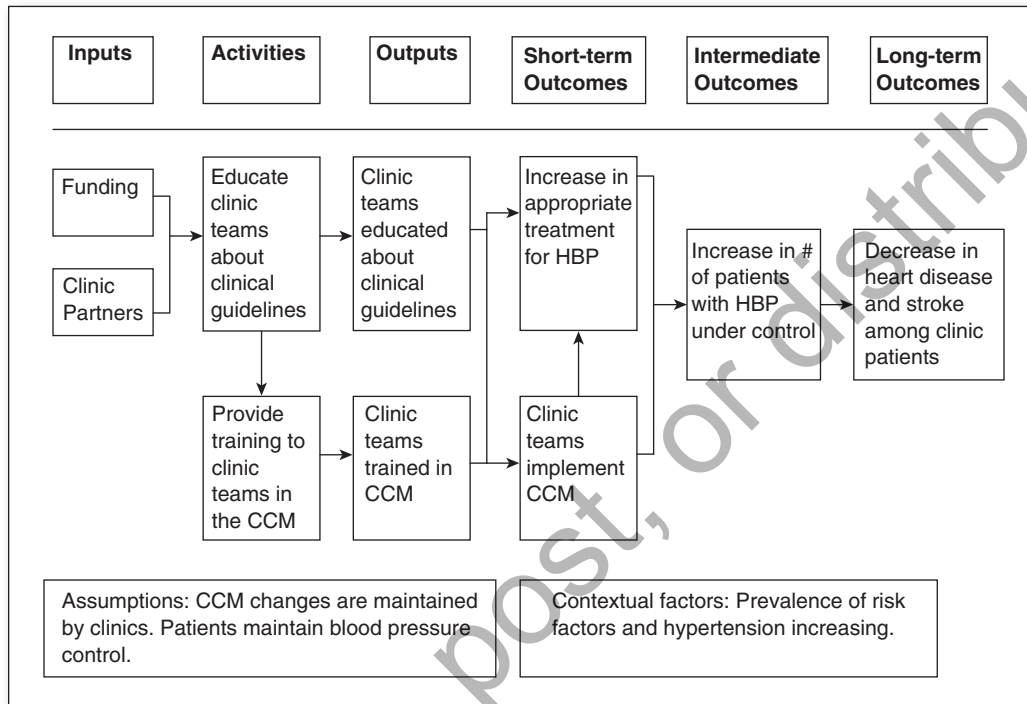 Inputs
Activities
Outputs
Short-term
Outcomes
Intermediate
Outcomes
Long-term
Outcomes
Funding
Clinic
Partners
Educate
clinic
teams
about
clinical
guidelines
Clinic
teams
educated
about
clinical
guidelines
Increase in
appropriate
treatment
for HBP
Increase in #
of patients
with HBP
under control
Decrease in
heart disease
and stroke
among clinic
patients
Provide
training to
clinic
teams in
the CCM
Clinic
teams
trained in
CCM
Clinic
teams
implement
CCM
Assumptions: CCM changes are maintained
by clinics. Patients maintain blood pressure
control.
Contextual factors: Prevalence of risk
factors and hypertension increasing.
post, or distribu